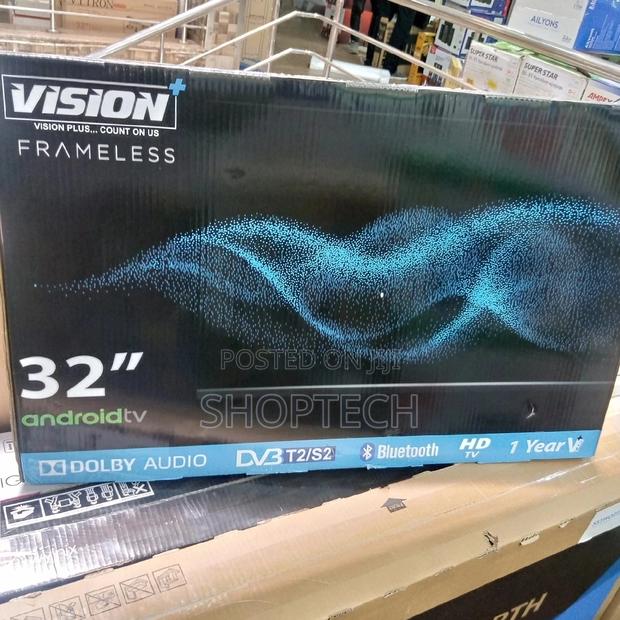 AILYONS
SUPER STAR
SUPER STAR
VISION+
VISION PLUS... COUNT ON US
FRAMELESS
POSTED ON JIJI
32"
SHOPTECH
androidtv
DOLBY AUDIO
DVB T2/S2
Bluetooth
HD TV
1 Year